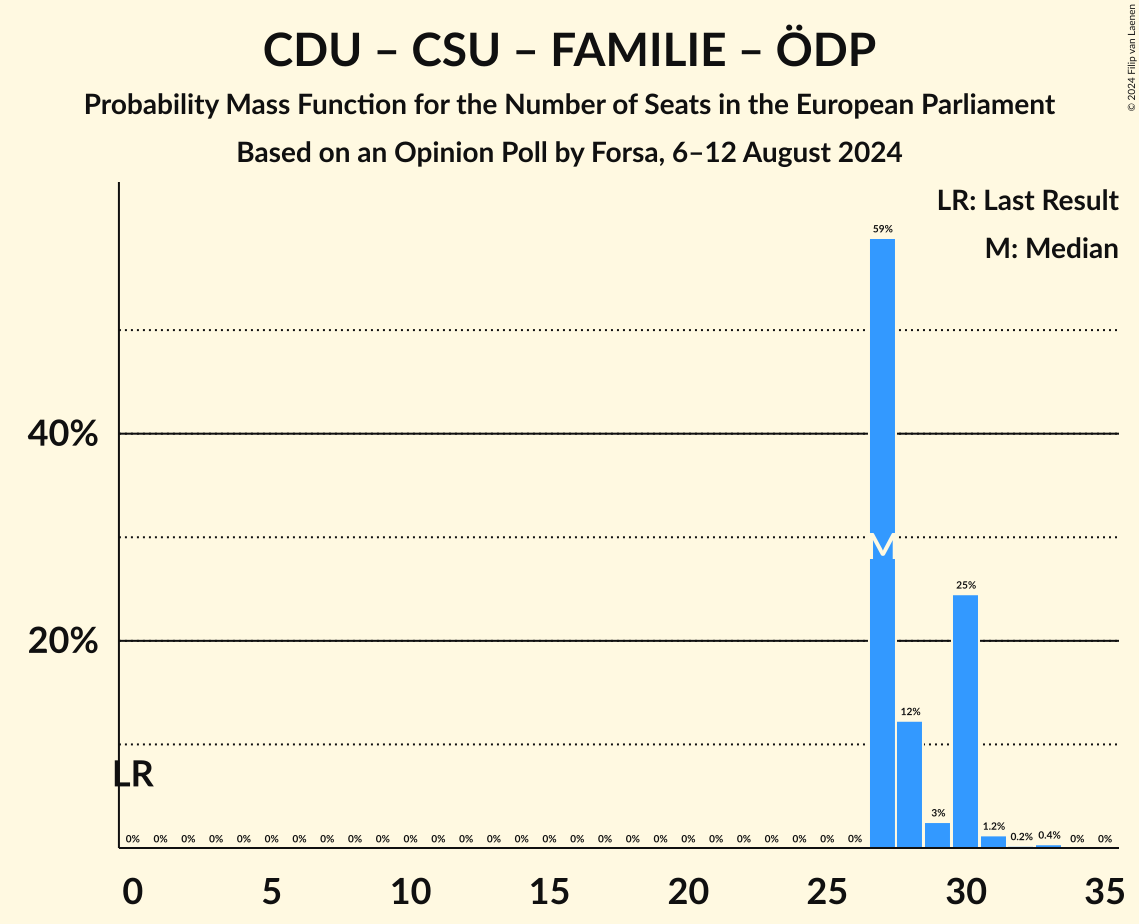 CDU – CSU – FAMILIE – ÖDP
Probability Mass Function for the Number of Seats in the European Parliament
Based on an Opinion Poll by Forsa, 6–12 August 2024
© 2024 Filip van Laenen
LR: Last Result
M: Median
59%
40%
M
25%
20%
12%
LR
3%
1.2%
0% 0% 0% 0% 0% 0% 0% 0% 0% 0% 0% 0% 0% 0% 0% 0% 0% 0% 0% 0% 0% 0% 0% 0% 0% 0% 0% 0.2% 0.4% 0% 0%
0 5 10 15 20 25 30 35